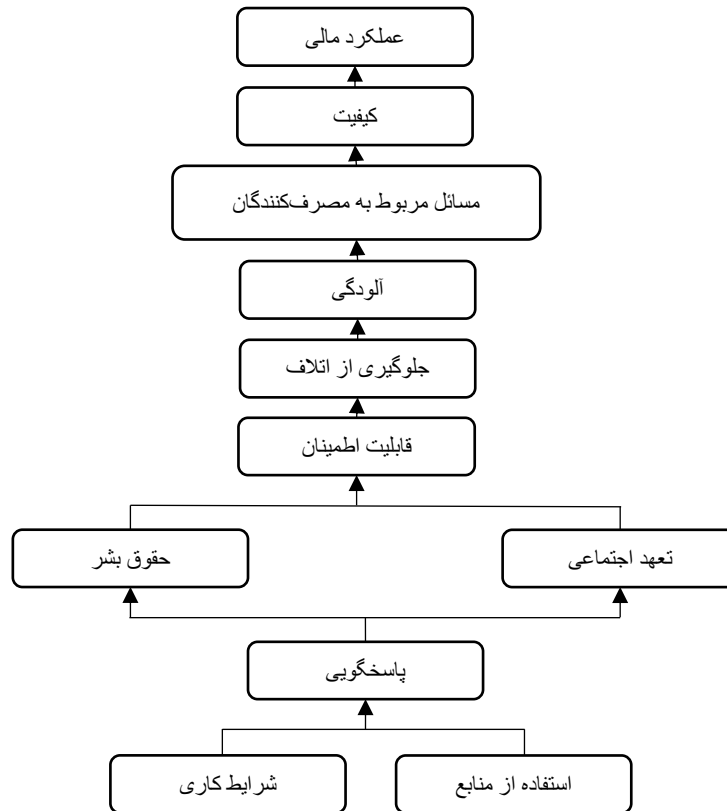 عملکرد مالی
کیفیت
مسائل مربوط به مصرف‌کنندگان
آلودگی
جلوگیری از اتلاف
قابلیت اطمینان
تعهد اجتماعی
حقوق بشر
پاسخگویی
استفاده از منابع
شرایط کاری